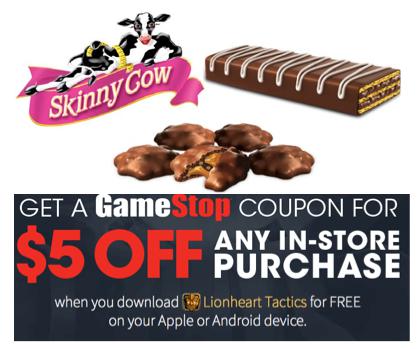 Skinny Cow
GET A GameStop COUPON FOR
$5 OFF ANY IN-STORE PURCHASE
when you download Lionheart Tactics for FREE
on your Apple or Android device.